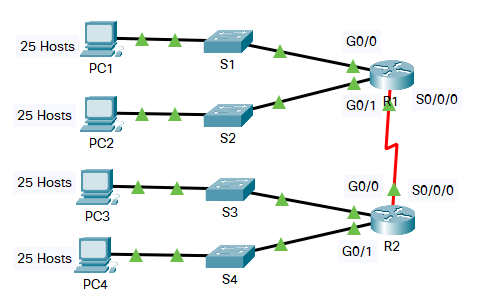 25 Hosts
PC1
S1
G0/0
R1
S0/0/0
25 Hosts
PC2
S2
G0/1
25 Hosts
PC3
S3
G0/0
S0/0/0
R2
25 Hosts
PC4
S4
G0/1